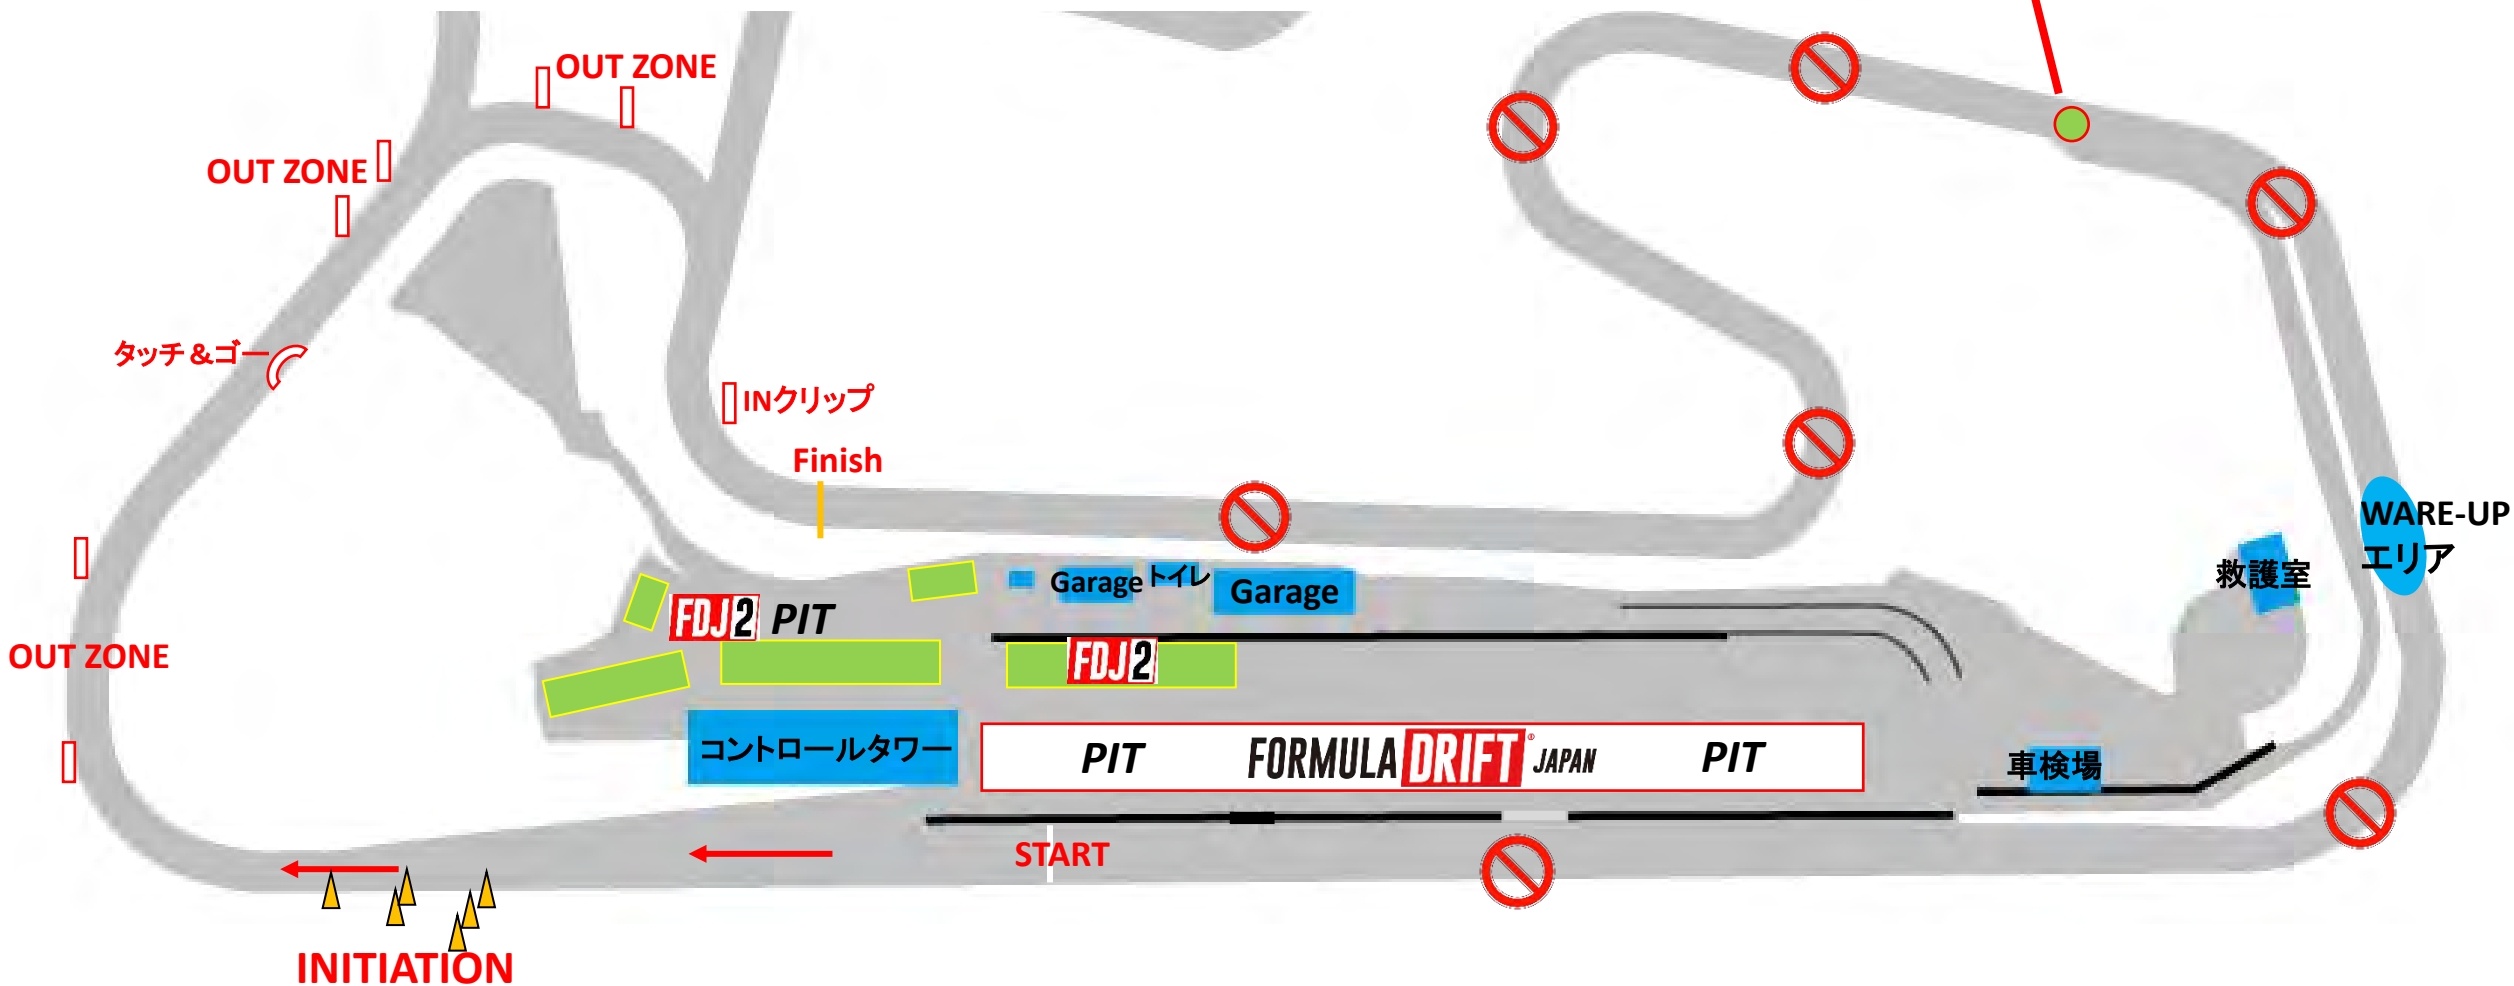 OUT ZONE
OUT ZONE
タッチ&ゴー
INクリップ
Finish
WARE-UP
エリア
救護室
Garage
トイレ
Garage
FDJ2
PIT
OUT ZONE
FDJ2
コントロールタワー
PIT
FORMULA DRIFT® JAPAN
PIT
車検場
START
INITIATION